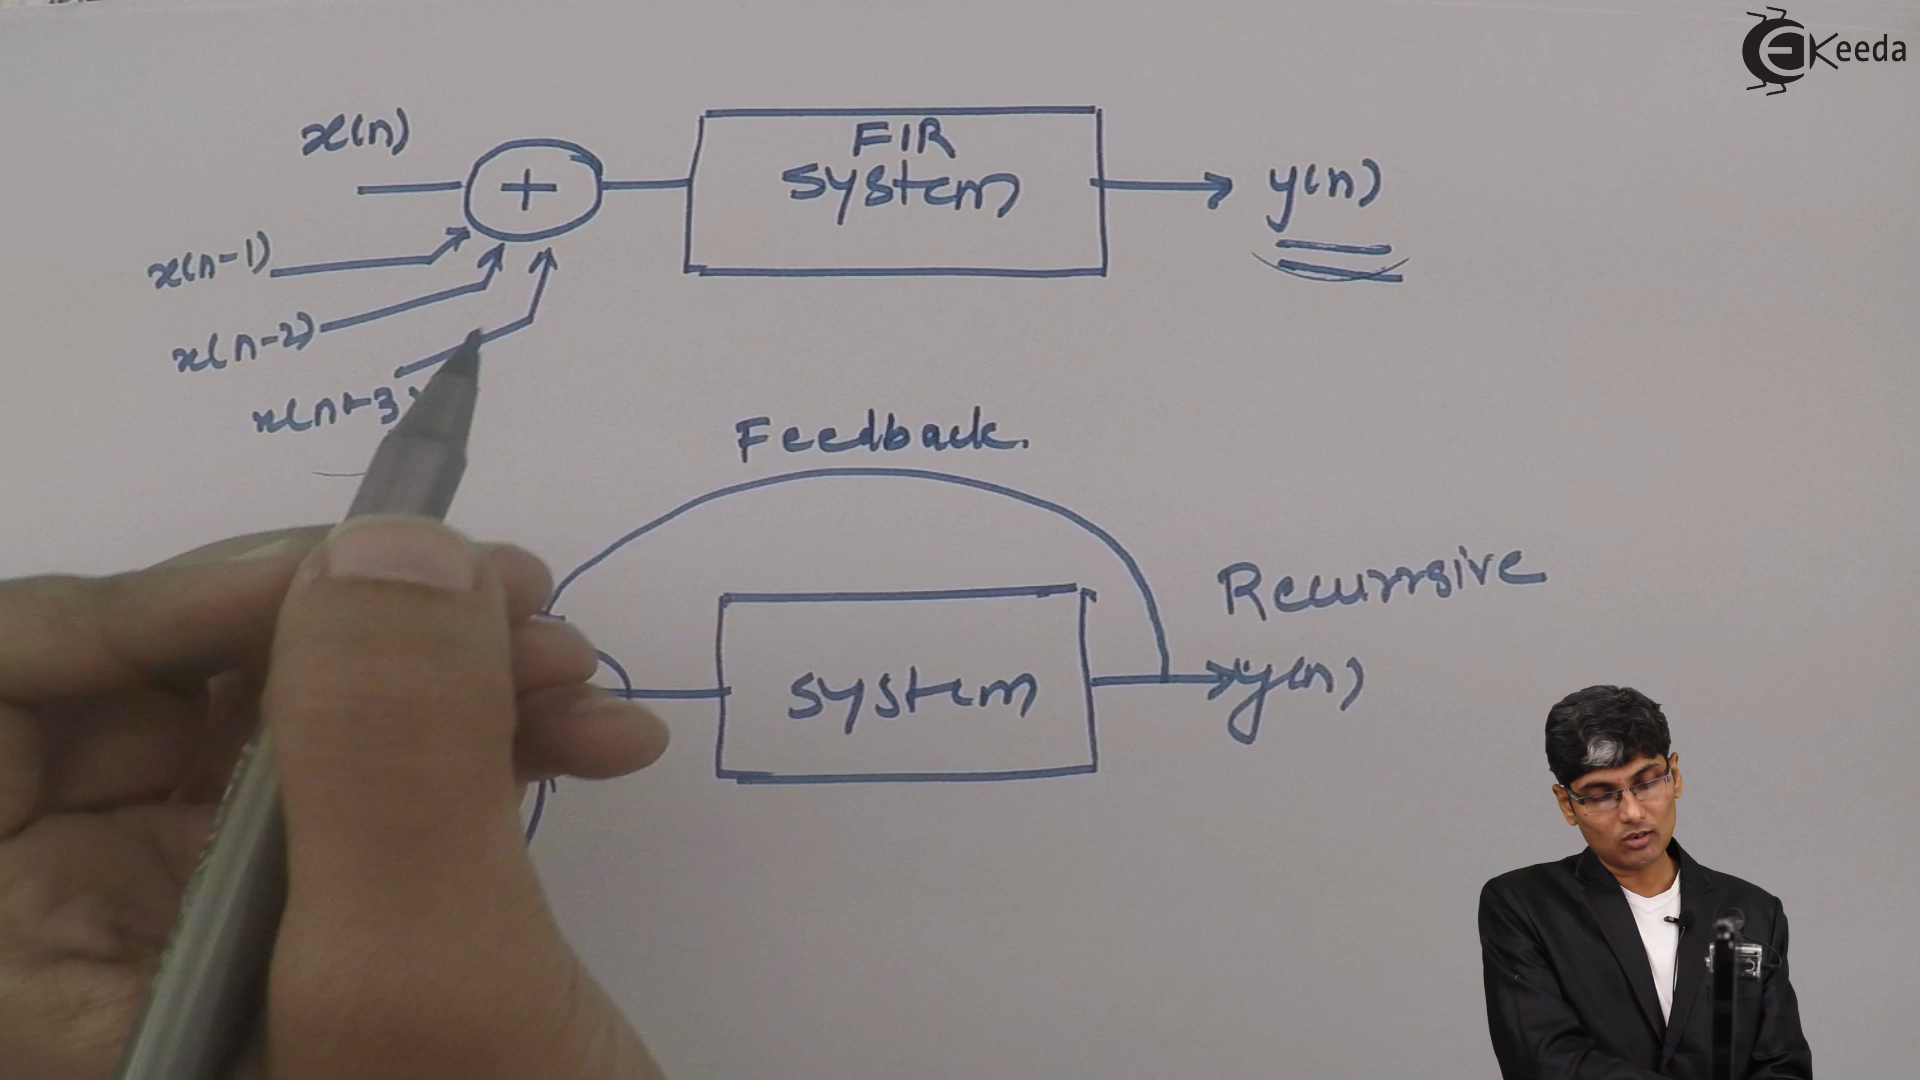 EKeeda
x(n)
+
FIR
system
y(n)
x(n-1)
x(n-2)
x(n-3)
Feedback.
Recurrsive
system
y(n)